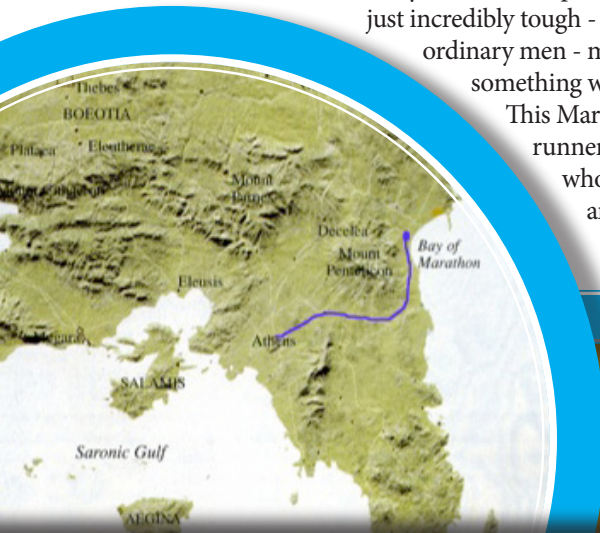 just incredibly tough -
ordinary men - m
something w
This Mar
runner
who
a
Thebes
BOEOTIA
Plataea
Eleutherae
Mount
Decelea
Mount
Pentelicon
Bay of
Marathon
Eleusis
Athens
Megara
SALAMIS
Saronic Gulf
AEGINA